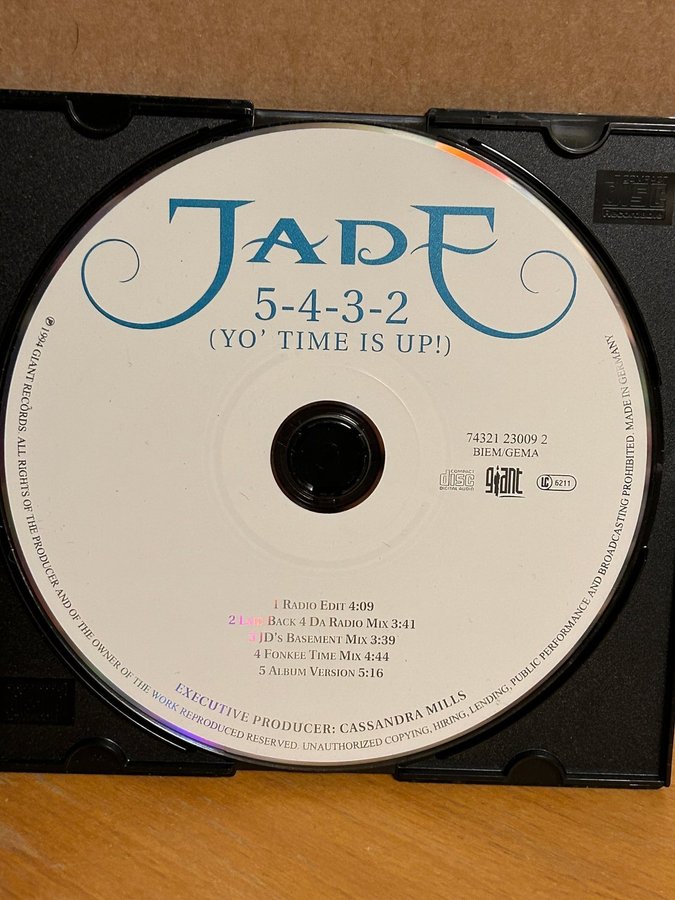 JADE
5-4-3-2
(YO' TIME IS UP!)
74321 23009 2
BIEM/GEMA
COMPACT
disc
DIGITAL AUDIO
giant
LC 6211
1 RADIO EDIT 4:09
2 BACK 4 DA RADIO MIX 3:41
3 JD'S BASEMENT MIX 3:39
4 FONKEE TIME MIX 4:44
5 ALBUM VERSION 5:16
EXECUTIVE PRODUCER: CASSANDRA MILLS
℗ 1994 GIANT RECORDS. ALL RIGHTS OF THE PRODUCER AND OF THE OWNER OF THE WORK REPRODUCED RESERVED. UNAUTHORIZED COPYING, HIRING, LENDING, PUBLIC PERFORMANCE AND BROADCASTING PROHIBITED. MADE IN GERMANY
COMPACT
disc
Recordable